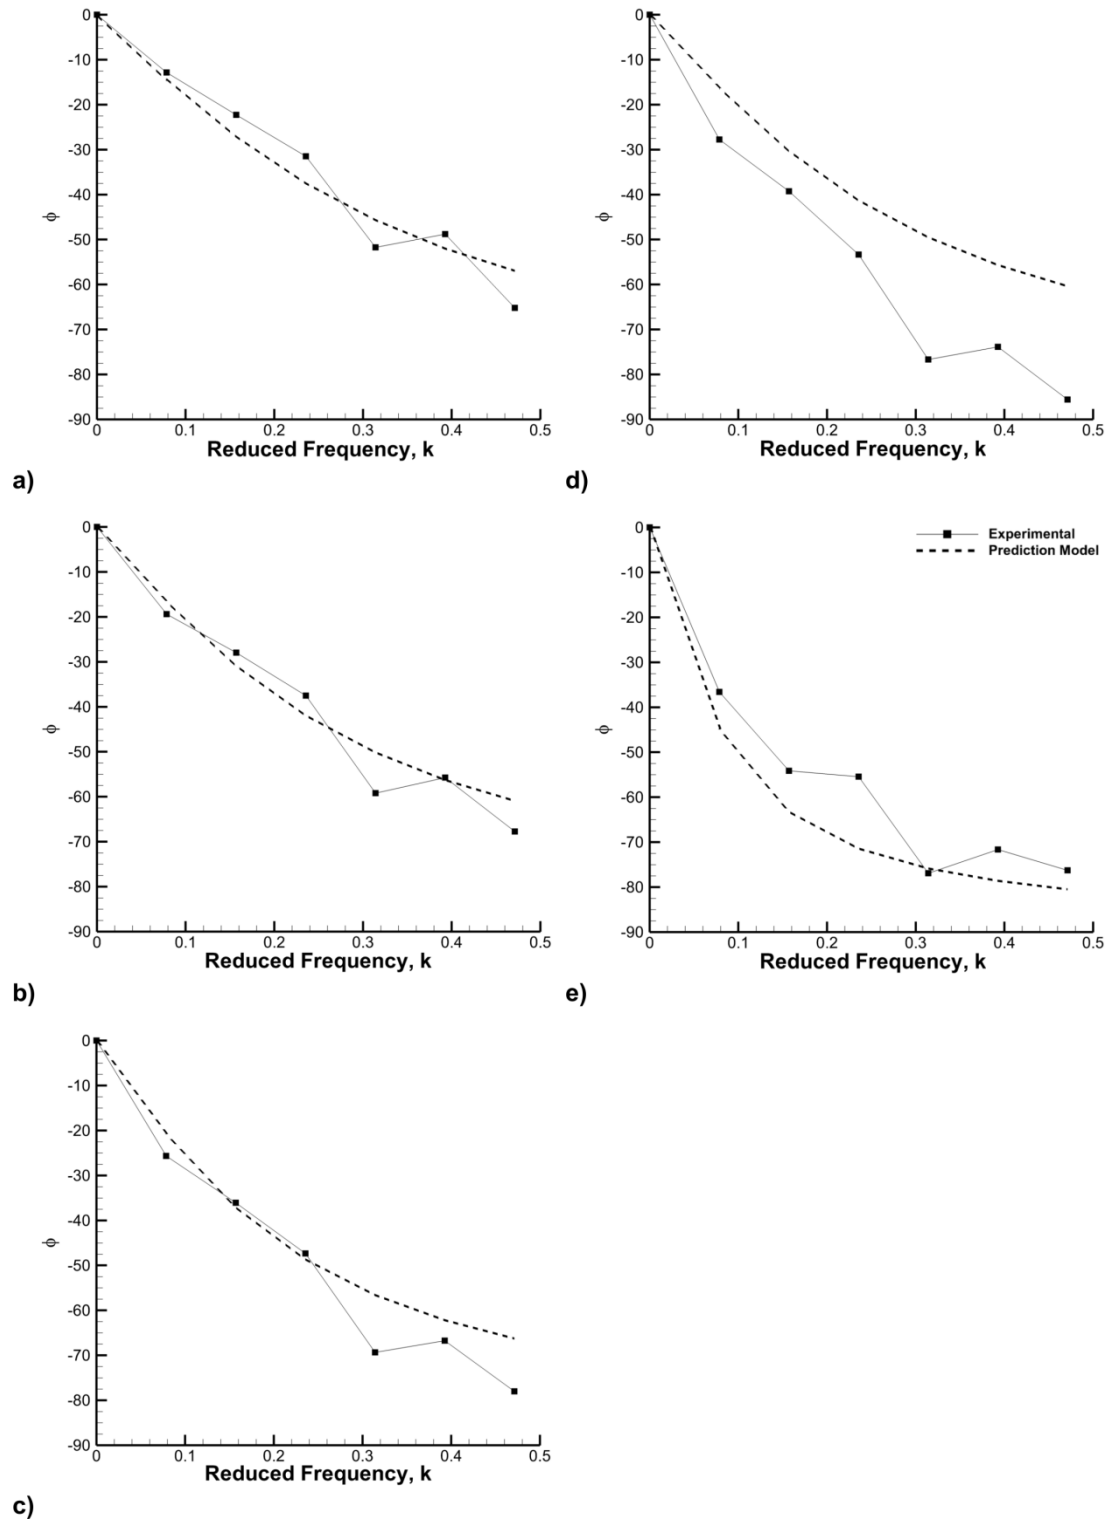 0
-10
-20
-30
-40
-50
-60
-70
-80
-90
ϕ
0 0.1 0.2 0.3 0.4 0.5
Reduced Frequency, k
a)
0
-10
-20
-30
-40
-50
-60
-70
-80
-90
ϕ
0 0.1 0.2 0.3 0.4 0.5
Reduced Frequency, k
d)
0
-10
-20
-30
-40
-50
-60
-70
-80
-90
ϕ
0 0.1 0.2 0.3 0.4 0.5
Reduced Frequency, k
b)
Experimental
Prediction Model
0
-10
-20
-30
-40
-50
-60
-70
-80
-90
ϕ
0 0.1 0.2 0.3 0.4 0.5
Reduced Frequency, k
e)
0
-10
-20
-30
-40
-50
-60
-70
-80
-90
ϕ
0 0.1 0.2 0.3 0.4 0.5
Reduced Frequency, k
c)